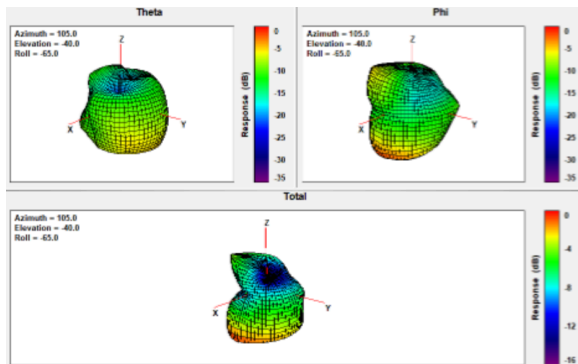 Theta
Azimuth = 105.0
Elevation = -40.0
Roll = -65.0
Z
X
Y
0
-5
-10
-15
-20
-25
-30
-35
Response (dB)
Phi
Azimuth = 105.0
Elevation = -40.0
Roll = -65.0
Z
X
Y
0
-5
-10
-15
-20
-25
-30
-35
Response (dB)
Total
Azimuth = 105.0
Elevation = -40.0
Roll = -65.0
Z
X
Y
0
-4
-8
-12
-16
Response (dB)